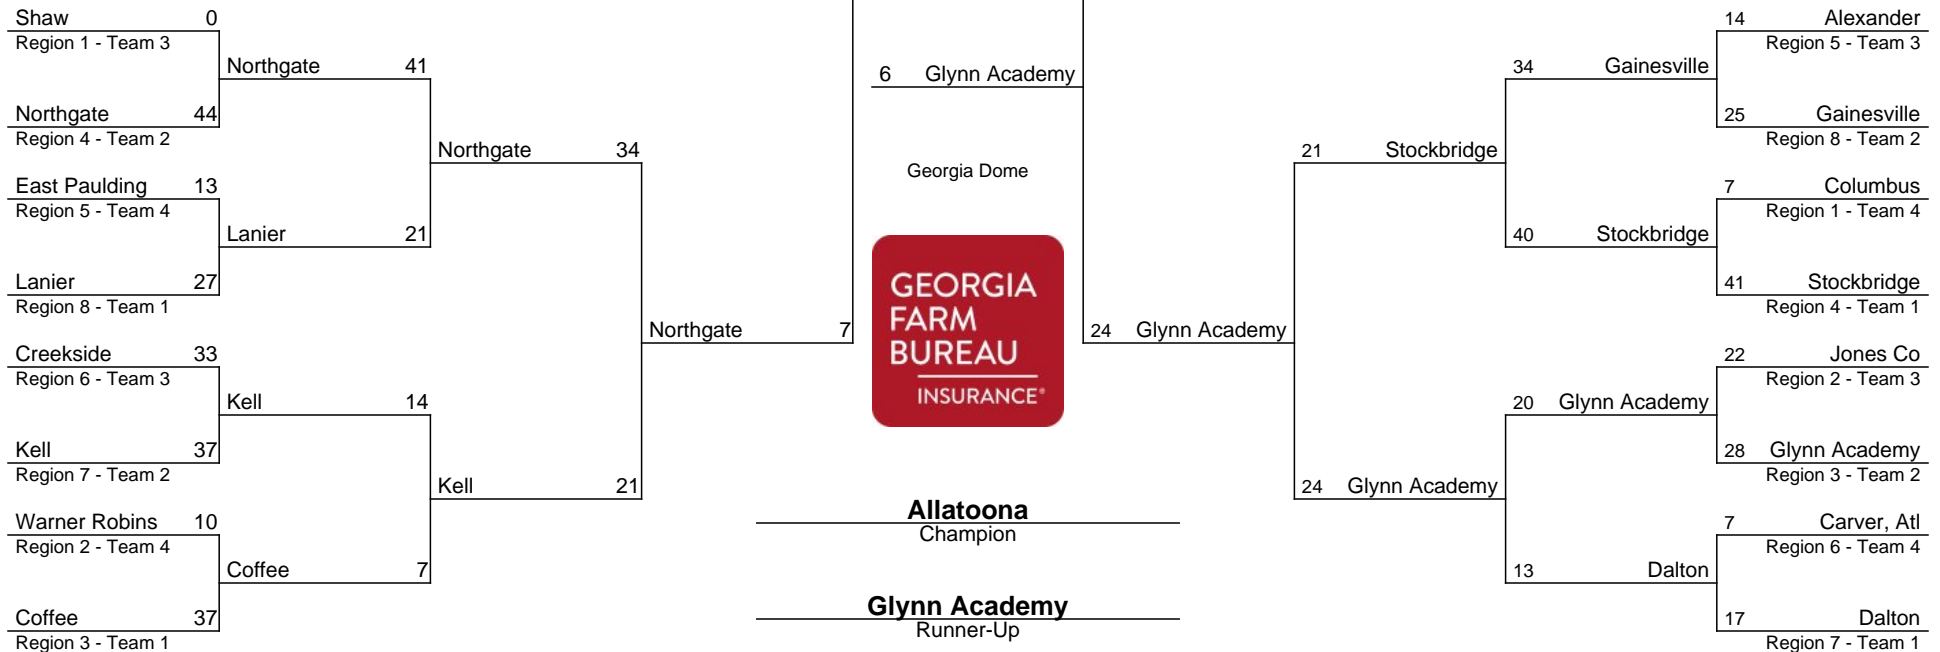 Shaw 0
Region 1 - Team 3
Northgate 41
Northgate 44
Region 4 - Team 2
Northgate 34
East Paulding 13
Region 5 - Team 4
Lanier 21
Lanier 27
Region 8 - Team 1
Northgate 7
Creekside 33
Region 6 - Team 3
Kell 14
Kell 37
Region 7 - Team 2
Kell 21
Warner Robins 10
Region 2 - Team 4
Coffee 7
Coffee 37
Region 3 - Team 1
6 Glynn Academy
Georgia Dome
GEORGIA
FARM
BUREAU
INSURANCE®
Allatoona
Champion
Glynn Academy
Runner-Up
14 Alexander
Region 5 - Team 3
34 Gainesville
25 Gainesville
Region 8 - Team 2
21 Stockbridge
7 Columbus
Region 1 - Team 4
40 Stockbridge
41 Stockbridge
Region 4 - Team 1
24 Glynn Academy
22 Jones Co
Region 2 - Team 3
20 Glynn Academy
28 Glynn Academy
Region 3 - Team 2
24 Glynn Academy
7 Carver, Atl
Region 6 - Team 4
13 Dalton
17 Dalton
Region 7 - Team 1